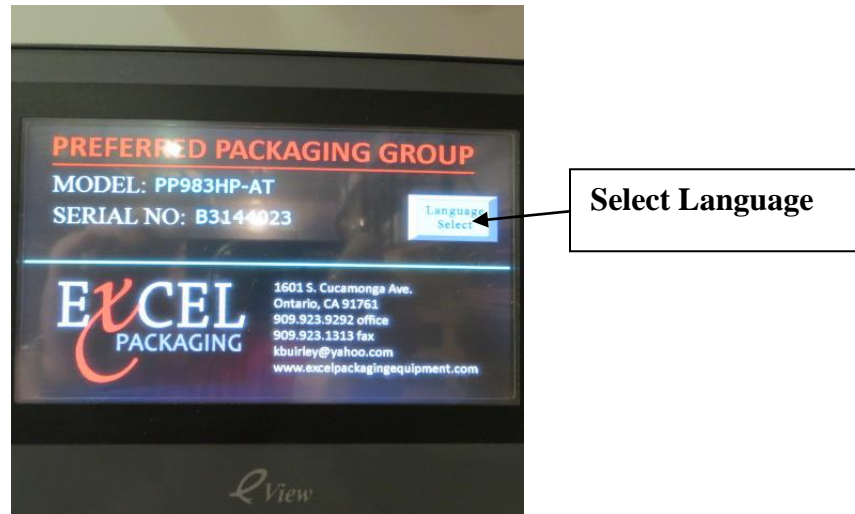 PREFERRED PACKAGING GROUP
MODEL: PP983HP-AT
SERIAL NO: B3144023
Language
Select
Select Language
EXCEL
PACKAGING
1601 S. Cucamonga Ave.
Ontario, CA 91761
909.923.9292 office
909.923.1313 fax
kbuirley@yahoo.com
www.excelpackagingequipment.com
eView